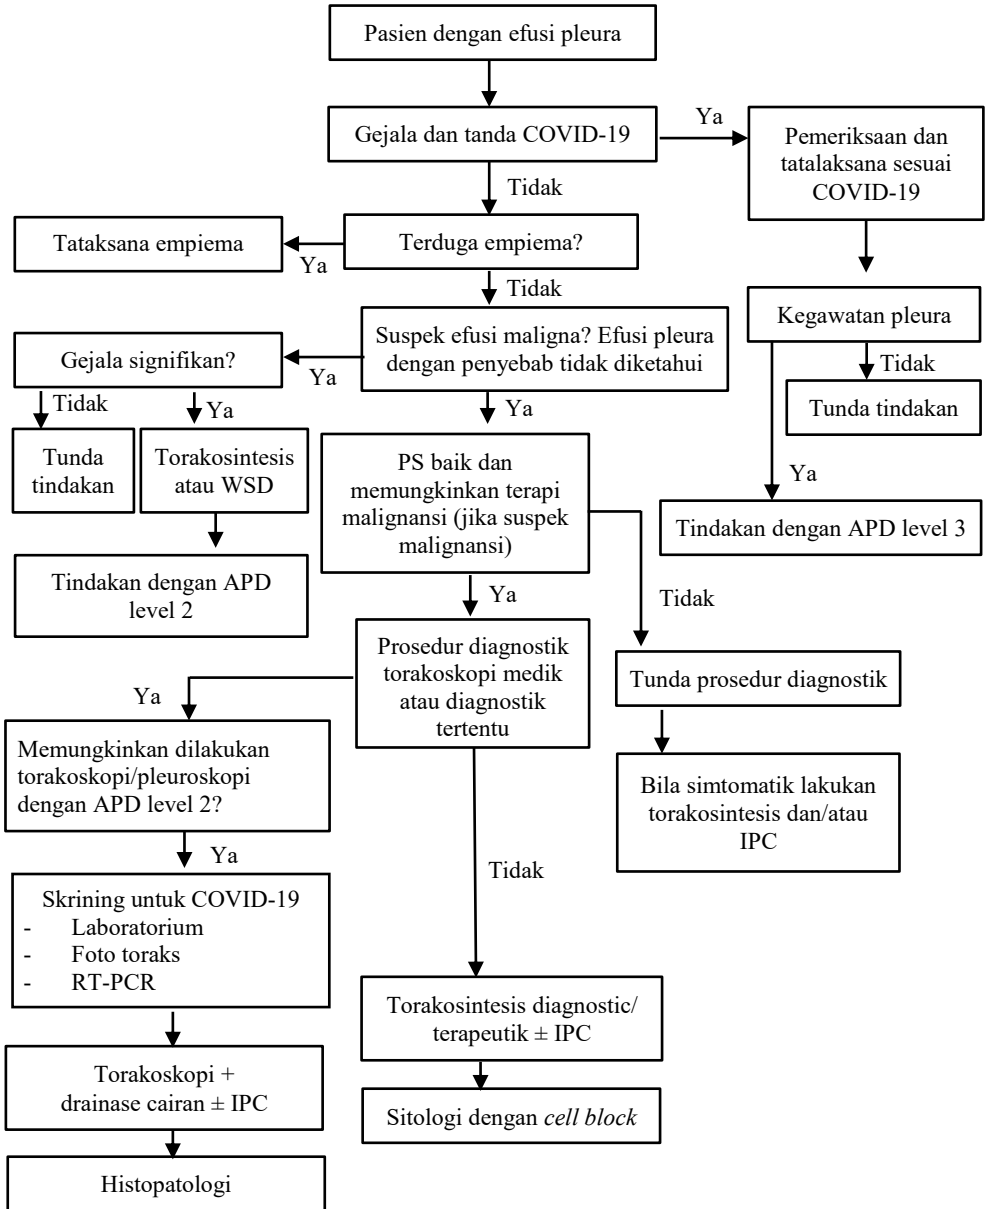 Pasien dengan efusi pleura
Gejala dan tanda COVID-19
Ya
Pemeriksaan dan
tatalaksana sesuai
COVID-19
Tidak
Tataksana empiema
Ya
Terduga empiema?
Tidak
Kegawatan pleura
Gejala signifikan?
Ya
Suspek efusi maligna? Efusi pleura
dengan penyebab tidak diketahui
Tidak
Tunda tindakan
Tidak
Ya
Ya
Tunda
tindakan
Torakosintesis
atau WSD
PS baik dan
memungkinkan terapi
malignansi (jika suspek
malignansi)
Ya
Tindakan dengan APD level 3
Tindakan dengan APD
level 2
Ya
Tidak
Prosedur diagnostik
torakoskopi medik
atau diagnostik
tertentu
Tunda prosedur diagnostik
Ya
Memungkinkan dilakukan
torakoskopi/pleuroskopi
dengan APD level 2?
Bila simtomatik lakukan
torakosintesis dan/atau
IPC
Ya
Tidak
Skrining untuk COVID-19
- Laboratorium
- Foto toraks
- RT-PCR
Torakosintesis diagnostic/
terapeutik ± IPC
Torakoskopi +
drainase cairan ± IPC
Sitologi dengan cell block
Histopatologi